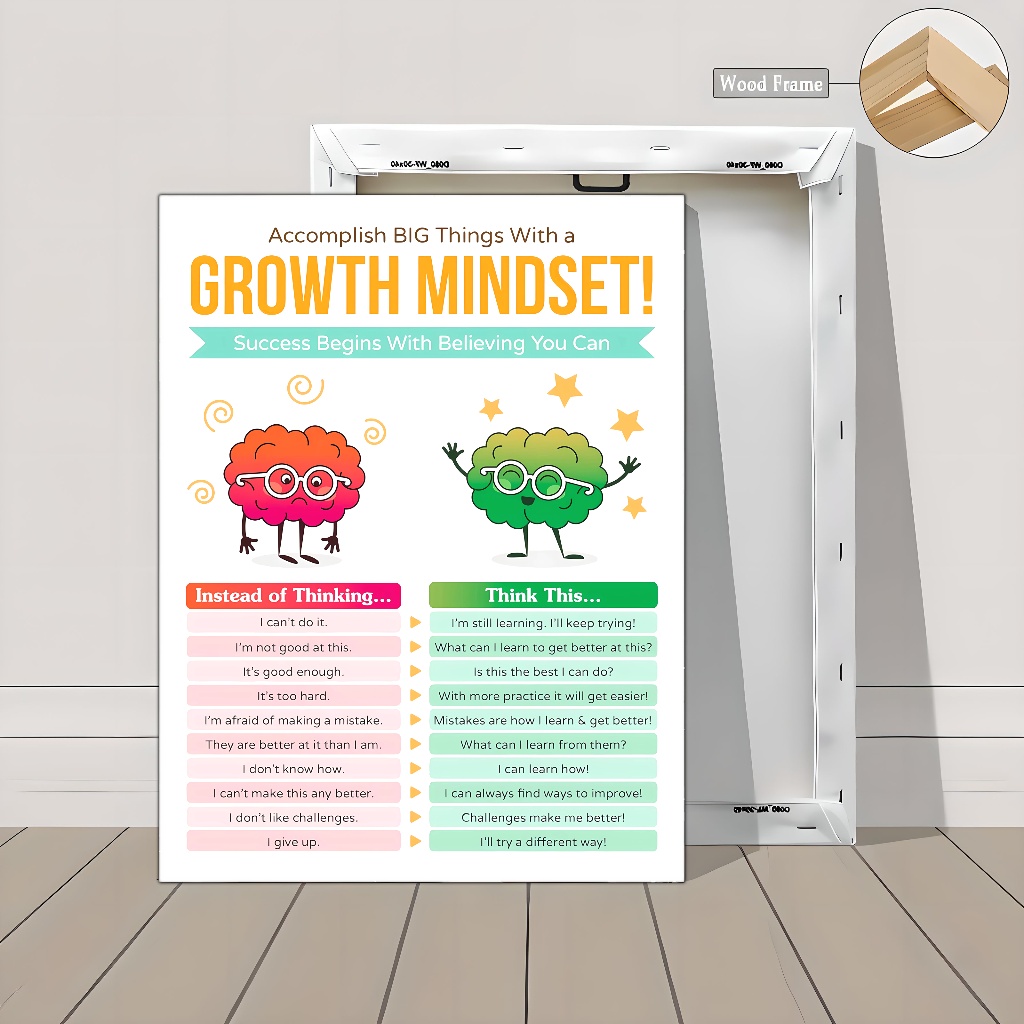 Wood Frame
Accomplish BIG Things With a
GROWTH MINDSET!
Success Begins With Believing You Can
Instead of Thinking...
Think This...
I can't do it.
I'm still learning. I'll keep trying!
I'm not good at this.
What can I learn to get better at this?
It's good enough.
Is this the best I can do?
It's too hard.
With more practice it will get easier!
I'm afraid of making a mistake.
Mistakes are how I learn & get better!
They are better at it than I am.
What can I learn from them?
I don't know how.
I can learn how!
I can't make this any better.
I can always find ways to improve!
I don't like challenges.
Challenges make me better!
I give up.
I'll try a different way!